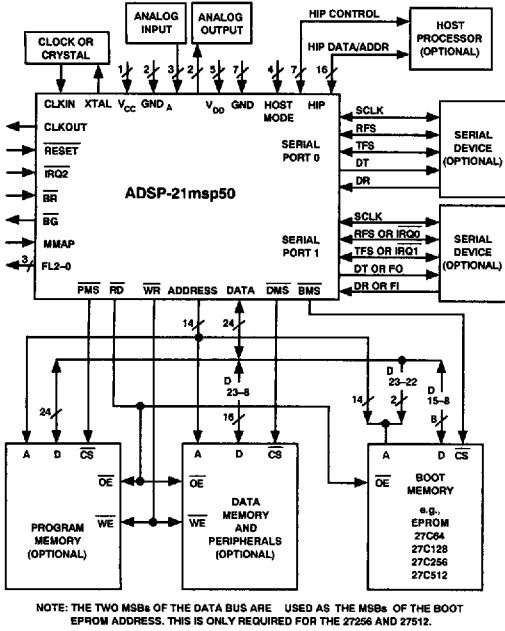 ANALOG INPUT
ANALOG OUTPUT
HIP CONTROL
HOST PROCESSOR (OPTIONAL)
CLOCK OR CRYSTAL
HIP DATA/ADDR
1 2 3 2 5 7 4 7 16
CLKIN XTAL VCC GNDA VDD GND HOST MODE HIP
CLKOUT
RESET
IRQ2
BR
BG
MMAP
3 FL2–0
ADSP-21msp50
SERIAL PORT 0
SCLK
RFS
TFS
DT
DR
SERIAL DEVICE (OPTIONAL)
SERIAL PORT 1
SCLK
RFS OR IRQ0
TFS OR IRQ1
DT OR FO
DR OR FI
SERIAL DEVICE (OPTIONAL)
PMS RD WR ADDRESS DATA DMS BMS
14 24
D 23–8
D 23–22
D 15–8
24 16 14 2 8
A D CS
OE
WE
PROGRAM MEMORY (OPTIONAL)
A D CS
OE
WE
DATA MEMORY AND PERIPHERALS (OPTIONAL)
A D CS
OE
BOOT MEMORY
e.g.,
EPROM
27C64
27C128
27C256
27C512
NOTE: THE TWO MSBs OF THE DATA BUS ARE USED AS THE MSBs OF THE BOOT
EPROM ADDRESS. THIS IS ONLY REQUIRED FOR THE 27256 AND 27512.